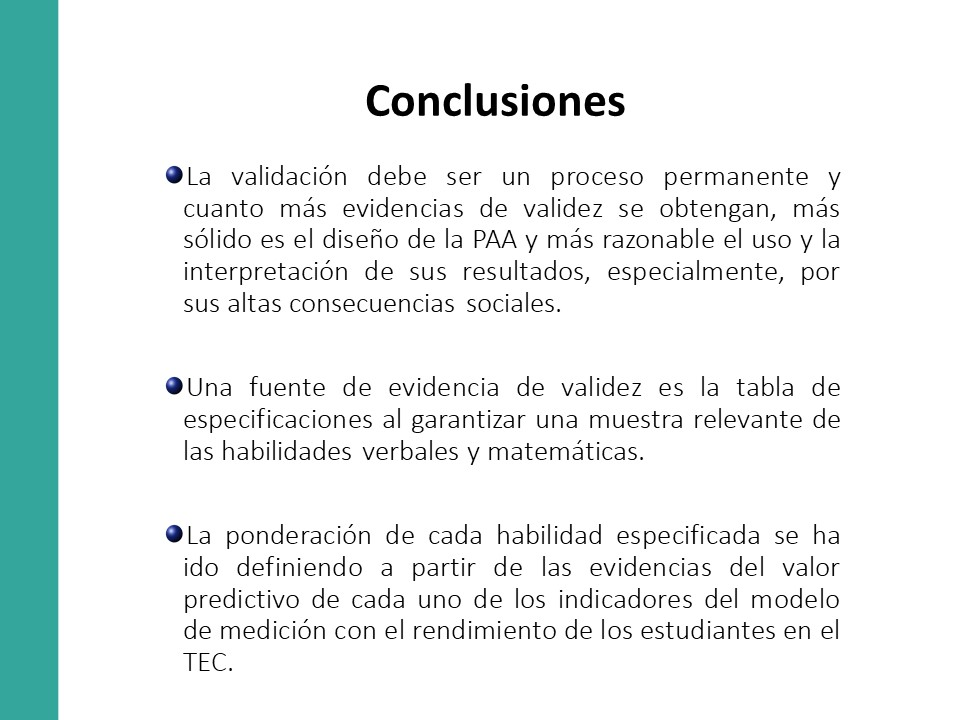 Conclusiones
La validación debe ser un proceso permanente y
cuanto más evidencias de validez se obtengan, más
sólido es el diseño de la PAA y más razonable el uso y la
interpretación de sus resultados, especialmente, por
sus altas consecuencias sociales.
Una fuente de evidencia de validez es la tabla de
especificaciones al garantizar una muestra relevante de
las habilidades verbales y matemáticas.
La ponderación de cada habilidad especificada se ha
ido definiendo a partir de las evidencias del valor
predictivo de cada uno de los indicadores del modelo
de medición con el rendimiento de los estudiantes en el
TEC.